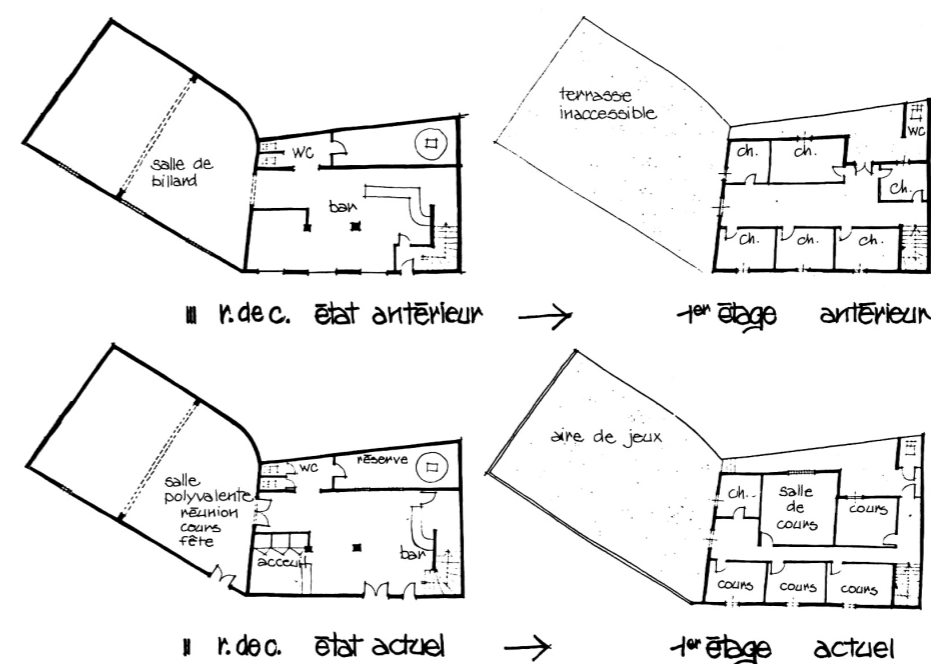 salle de
billard
wc
bar
terrasse
inaccessible
wc
ch.
ch.
ch.
ch.
ch.
ch.
r. de c. état antérieur →
1er étage antérieur
salle
polyvalente
réunion
cours
fête
wc
réserve
acceuil
bar
aire de jeux
ch.
salle
de
cours
cours
cours
cours
cours
r. de c. état actuel →
1er étage actuel